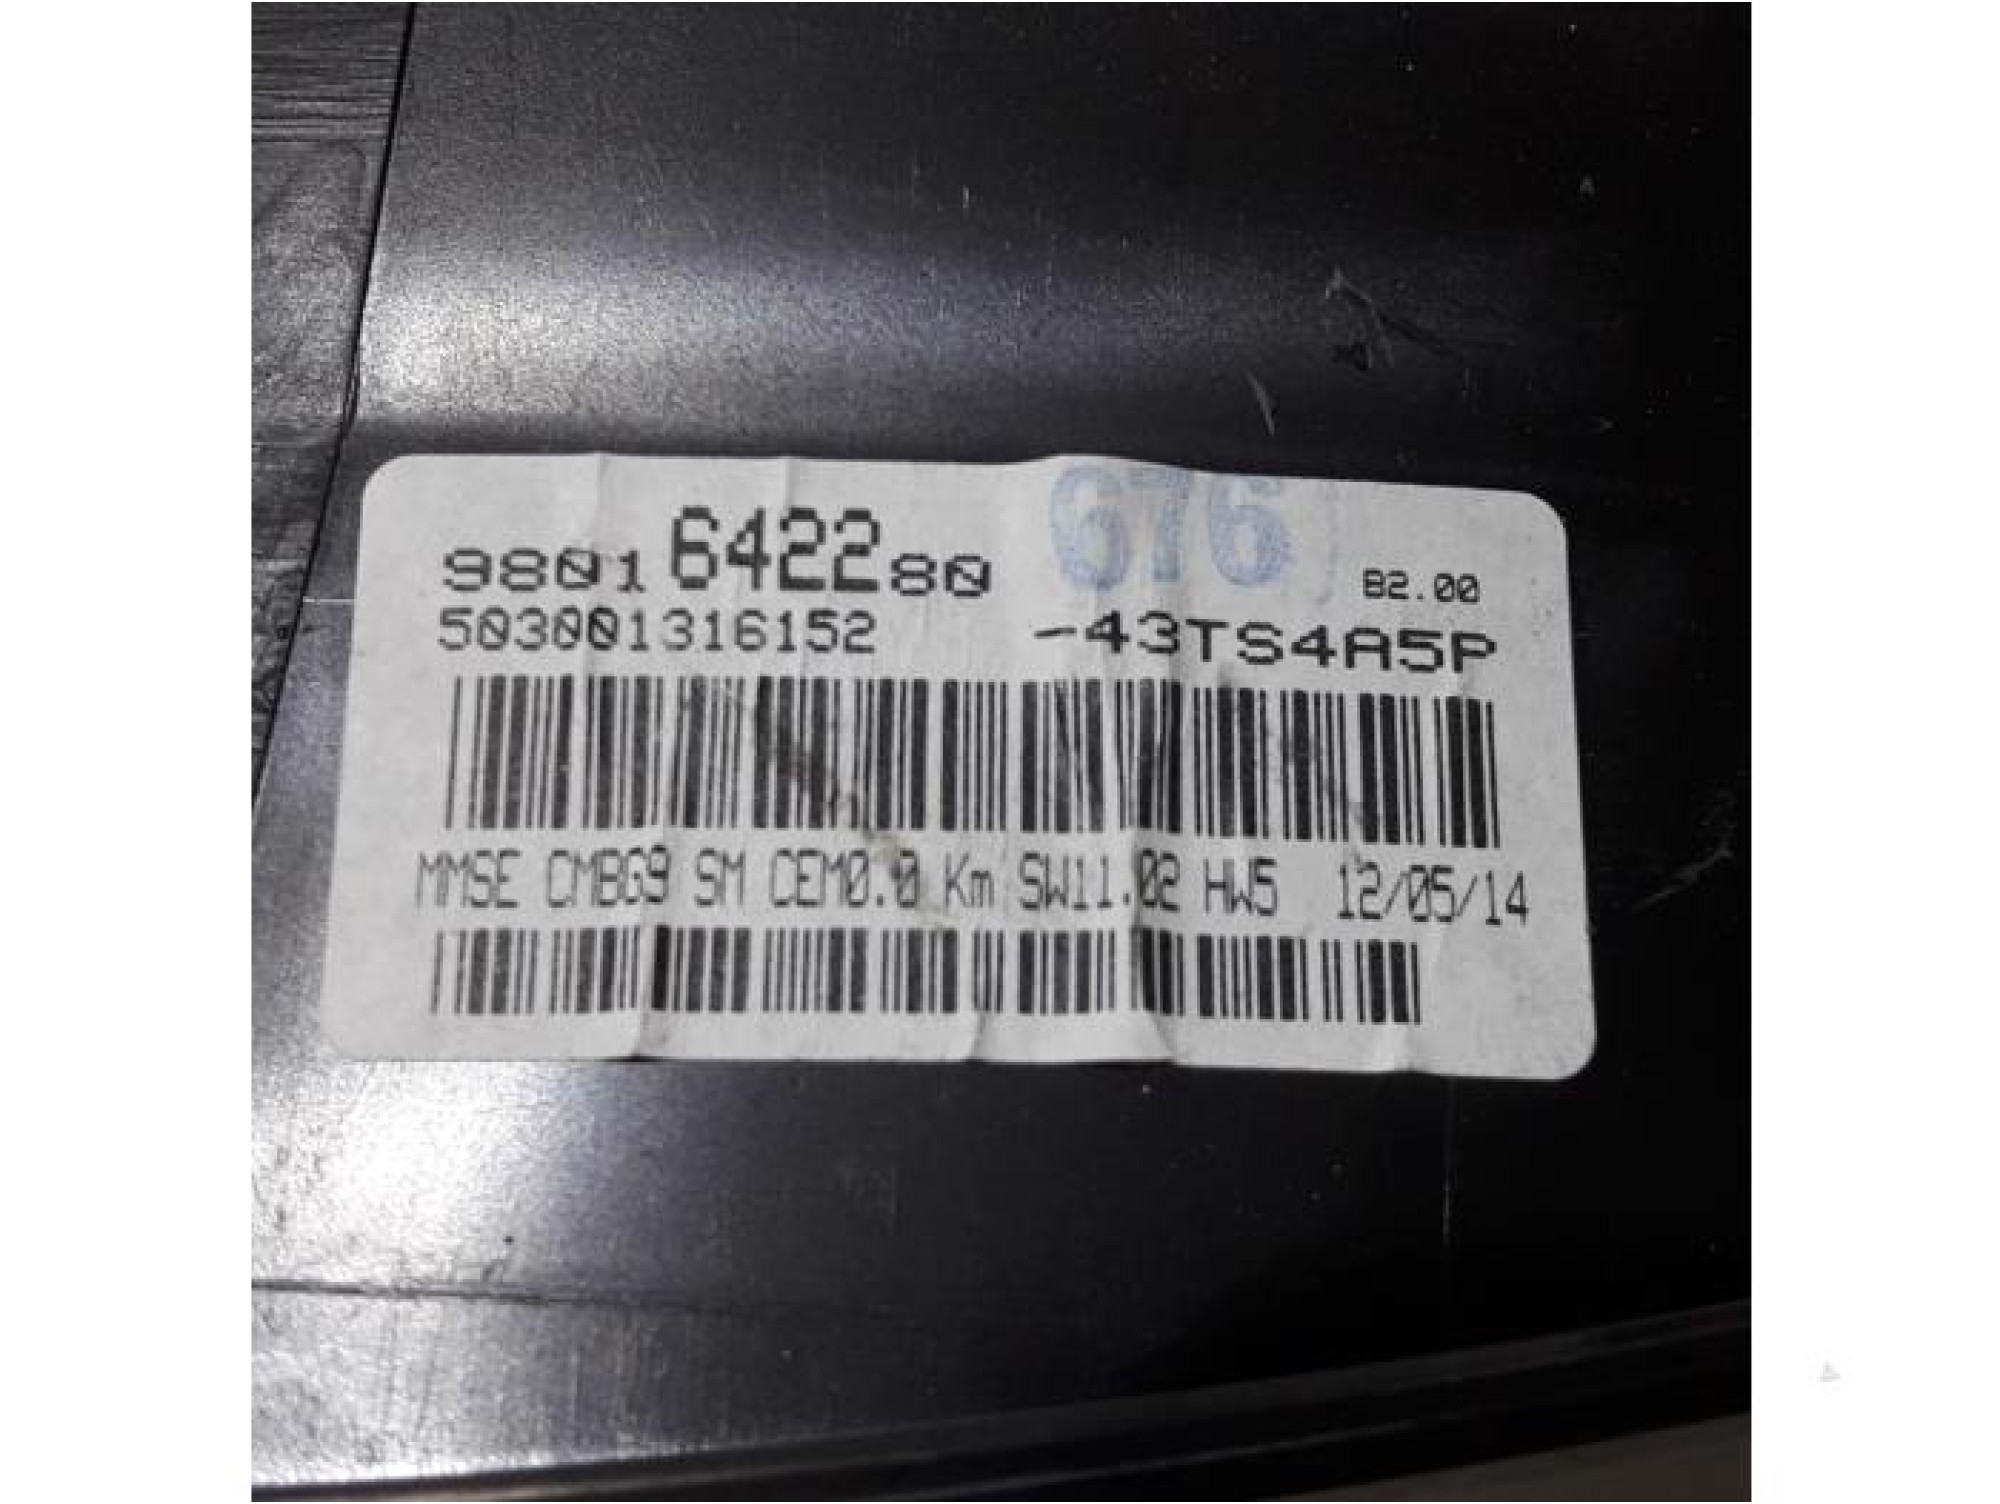 676
9801642280 B2.00
503001316152 -43TS4A5P
MMSE CMBG9 SM CEM0.0 Km SW11.02 HW5 12/05/14